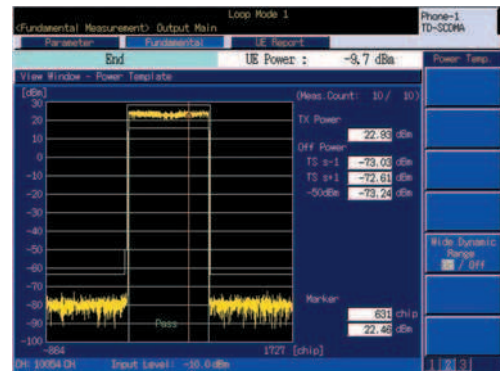 Loop Mode 1
<Fundamental Measurement> Output Main
Phone-1
TD-SCDMA
Parameter Fundamental UE Report
End UE Power : -9.7 dBm Power Temp.
View Window - Power Template
[dBm] (Meas.Count: 10/ 10)
30
20
10
0
-10
-20
-30
-40
-50
-60
-70
-80
-90
-100
TX Power
22.93 dBm
Off Power
TS s-1 -73.03 dBm
TS s+1 -72.61 dBm
-50dBm -73.24 dBm
Wide Dynamic
Range
On / Off
Marker
631 chip
22.46 dBm
Pass
-864 1727 [chip]
CH: 10054 CH Input Level: -10.0 dBm
1 2 3